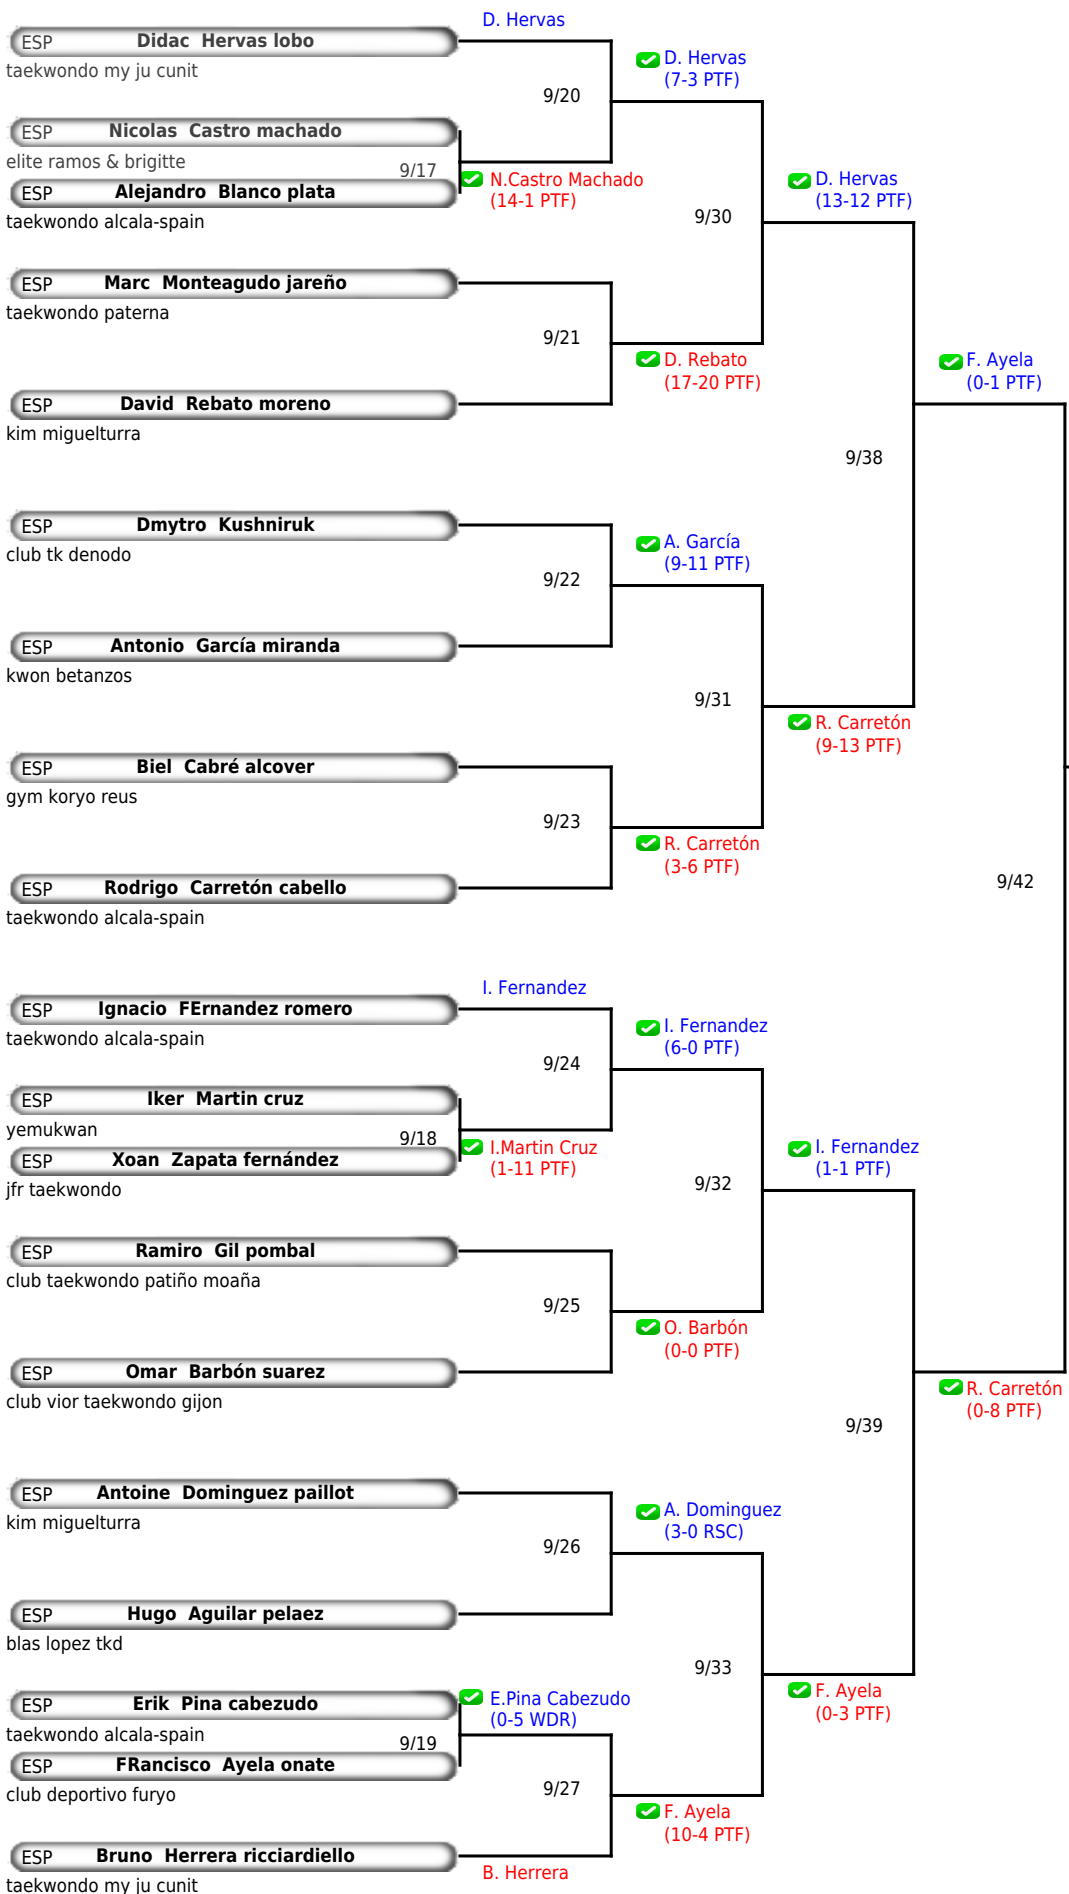 D. Hervas
ESP Didac Hervas lobo
taekwondo my ju cunit
D. Hervas
(7-3 PTF)
9/20
ESP Nicolas Castro machado
elite ramos & brigitte
9/17
N.Castro Machado
(14-1 PTF)
ESP Alejandro Blanco plata
taekwondo alcala-spain
D. Hervas
(13-12 PTF)
9/30
ESP Marc Monteagudo jareño
taekwondo paterna
9/21
D. Rebato
(17-20 PTF)
F. Ayela
(0-1 PTF)
ESP David Rebato moreno
kim miguelturra
9/38
ESP Dmytro Kushniruk
club tk denodo
A. García
(9-11 PTF)
9/22
ESP Antonio García miranda
kwon betanzos
9/31
R. Carretón
(9-13 PTF)
ESP Biel Cabré alcover
gym koryo reus
9/23
R. Carretón
(3-6 PTF)
ESP Rodrigo Carretón cabello
taekwondo alcala-spain
9/42
I. Fernandez
ESP Ignacio FErnandez romero
taekwondo alcala-spain
I. Fernandez
(6-0 PTF)
9/24
ESP Iker Martin cruz
yemukwan
9/18
I.Martin Cruz
(1-11 PTF)
ESP Xoan Zapata fernández
jfr taekwondo
I. Fernandez
(1-1 PTF)
9/32
ESP Ramiro Gil pombal
club taekwondo patiño moaña
9/25
O. Barbón
(0-0 PTF)
ESP Omar Barbón suarez
club vior taekwondo gijon
R. Carretón
(0-8 PTF)
9/39
ESP Antoine Dominguez paillot
kim miguelturra
A. Dominguez
(3-0 RSC)
9/26
ESP Hugo Aguilar pelaez
blas lopez tkd
9/33
F. Ayela
(0-3 PTF)
ESP Erik Pina cabezudo
taekwondo alcala-spain
E.Pina Cabezudo
(0-5 WDR)
9/19
ESP FRancisco Ayela onate
club deportivo furyo
9/27
F. Ayela
(10-4 PTF)
ESP Bruno Herrera ricciardiello
taekwondo my ju cunit
B. Herrera